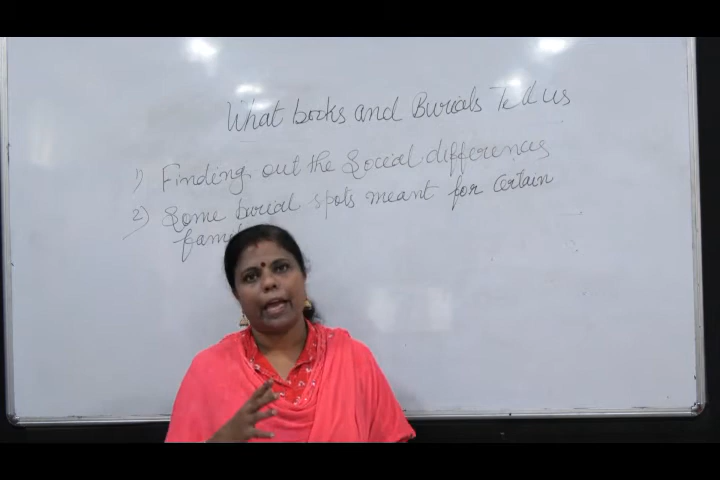 What books and Burials Tell us
1) Finding out the Social differences
2) Some burial spots meant for certain